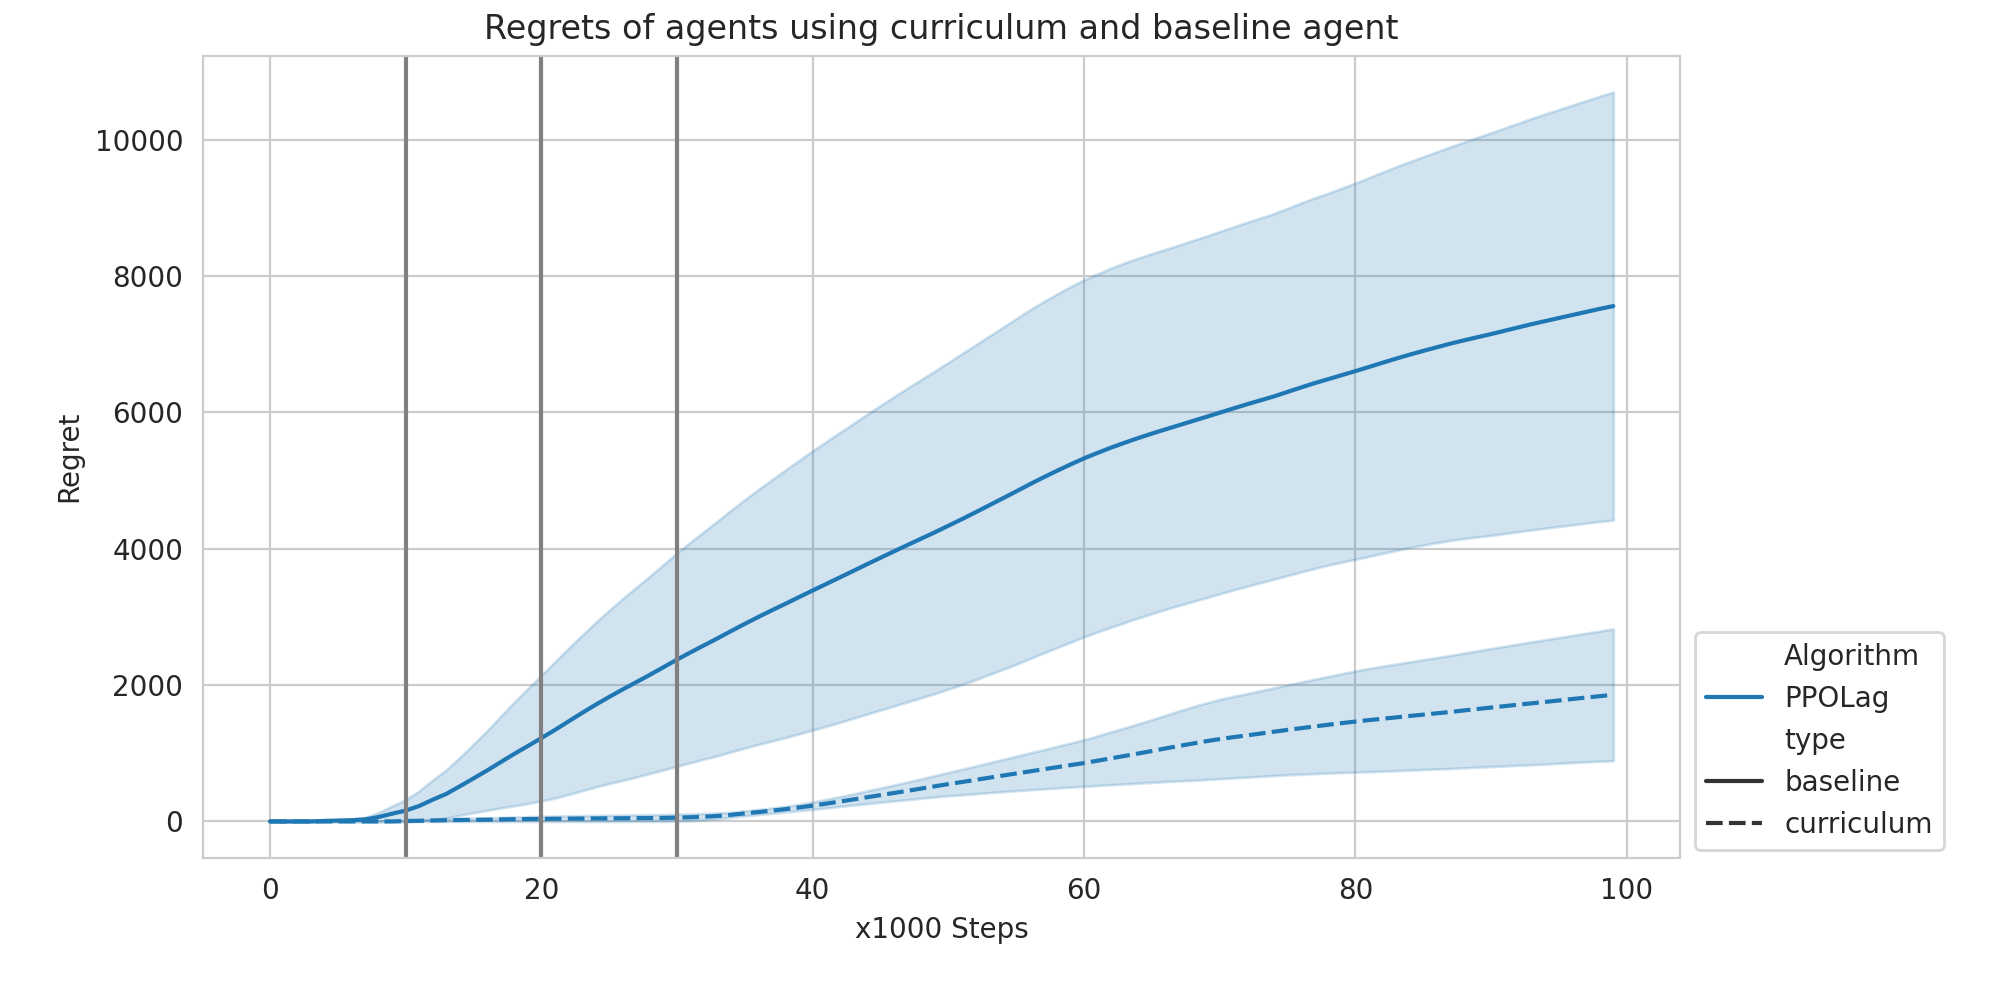 Regrets of agents using curriculum and baseline agent
10000
8000
6000
4000
2000
0
Regret
0 20 40 60 80 100
x1000 Steps
Algorithm
PPOLag
type
baseline
curriculum